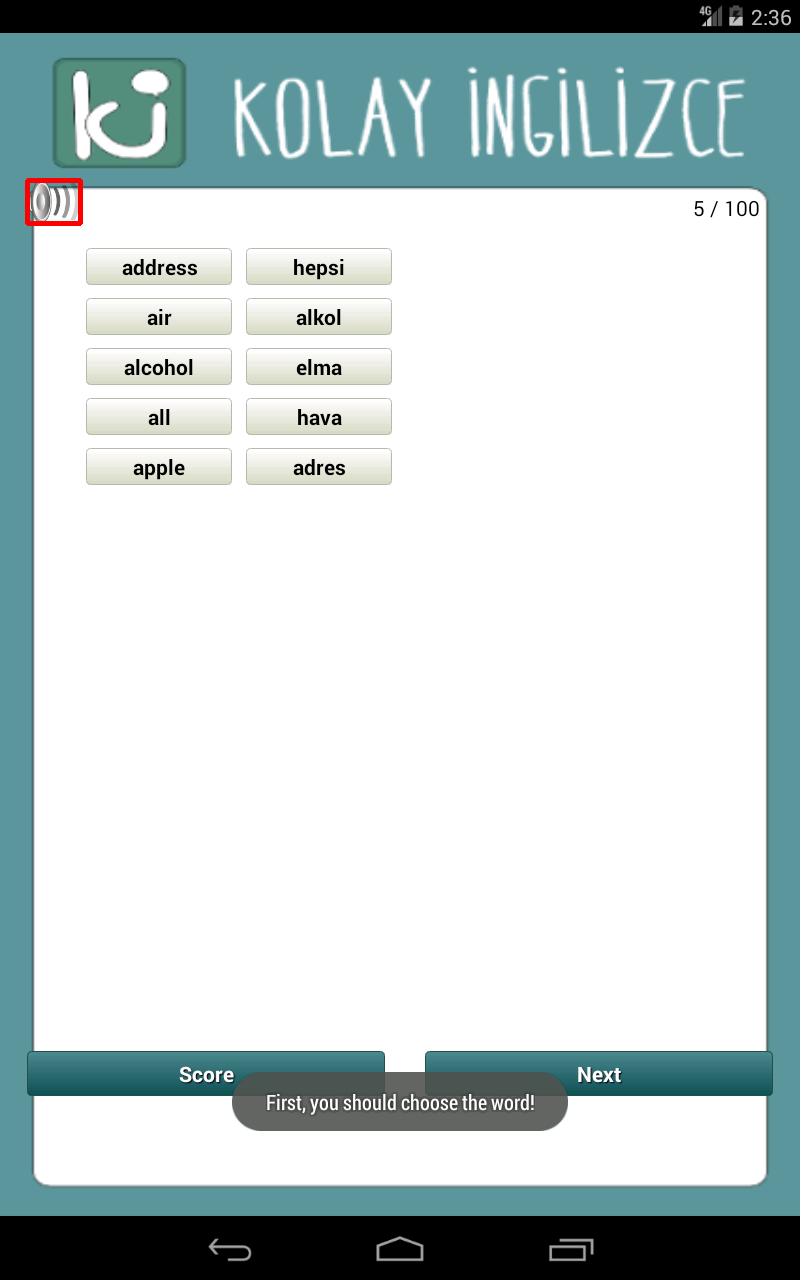 4G 2:36
ki KOLAY İNGİLİZCE
5 / 100
address hepsi
air alkol
alcohol elma
all hava
apple adres
Score Next
First, you should choose the word!